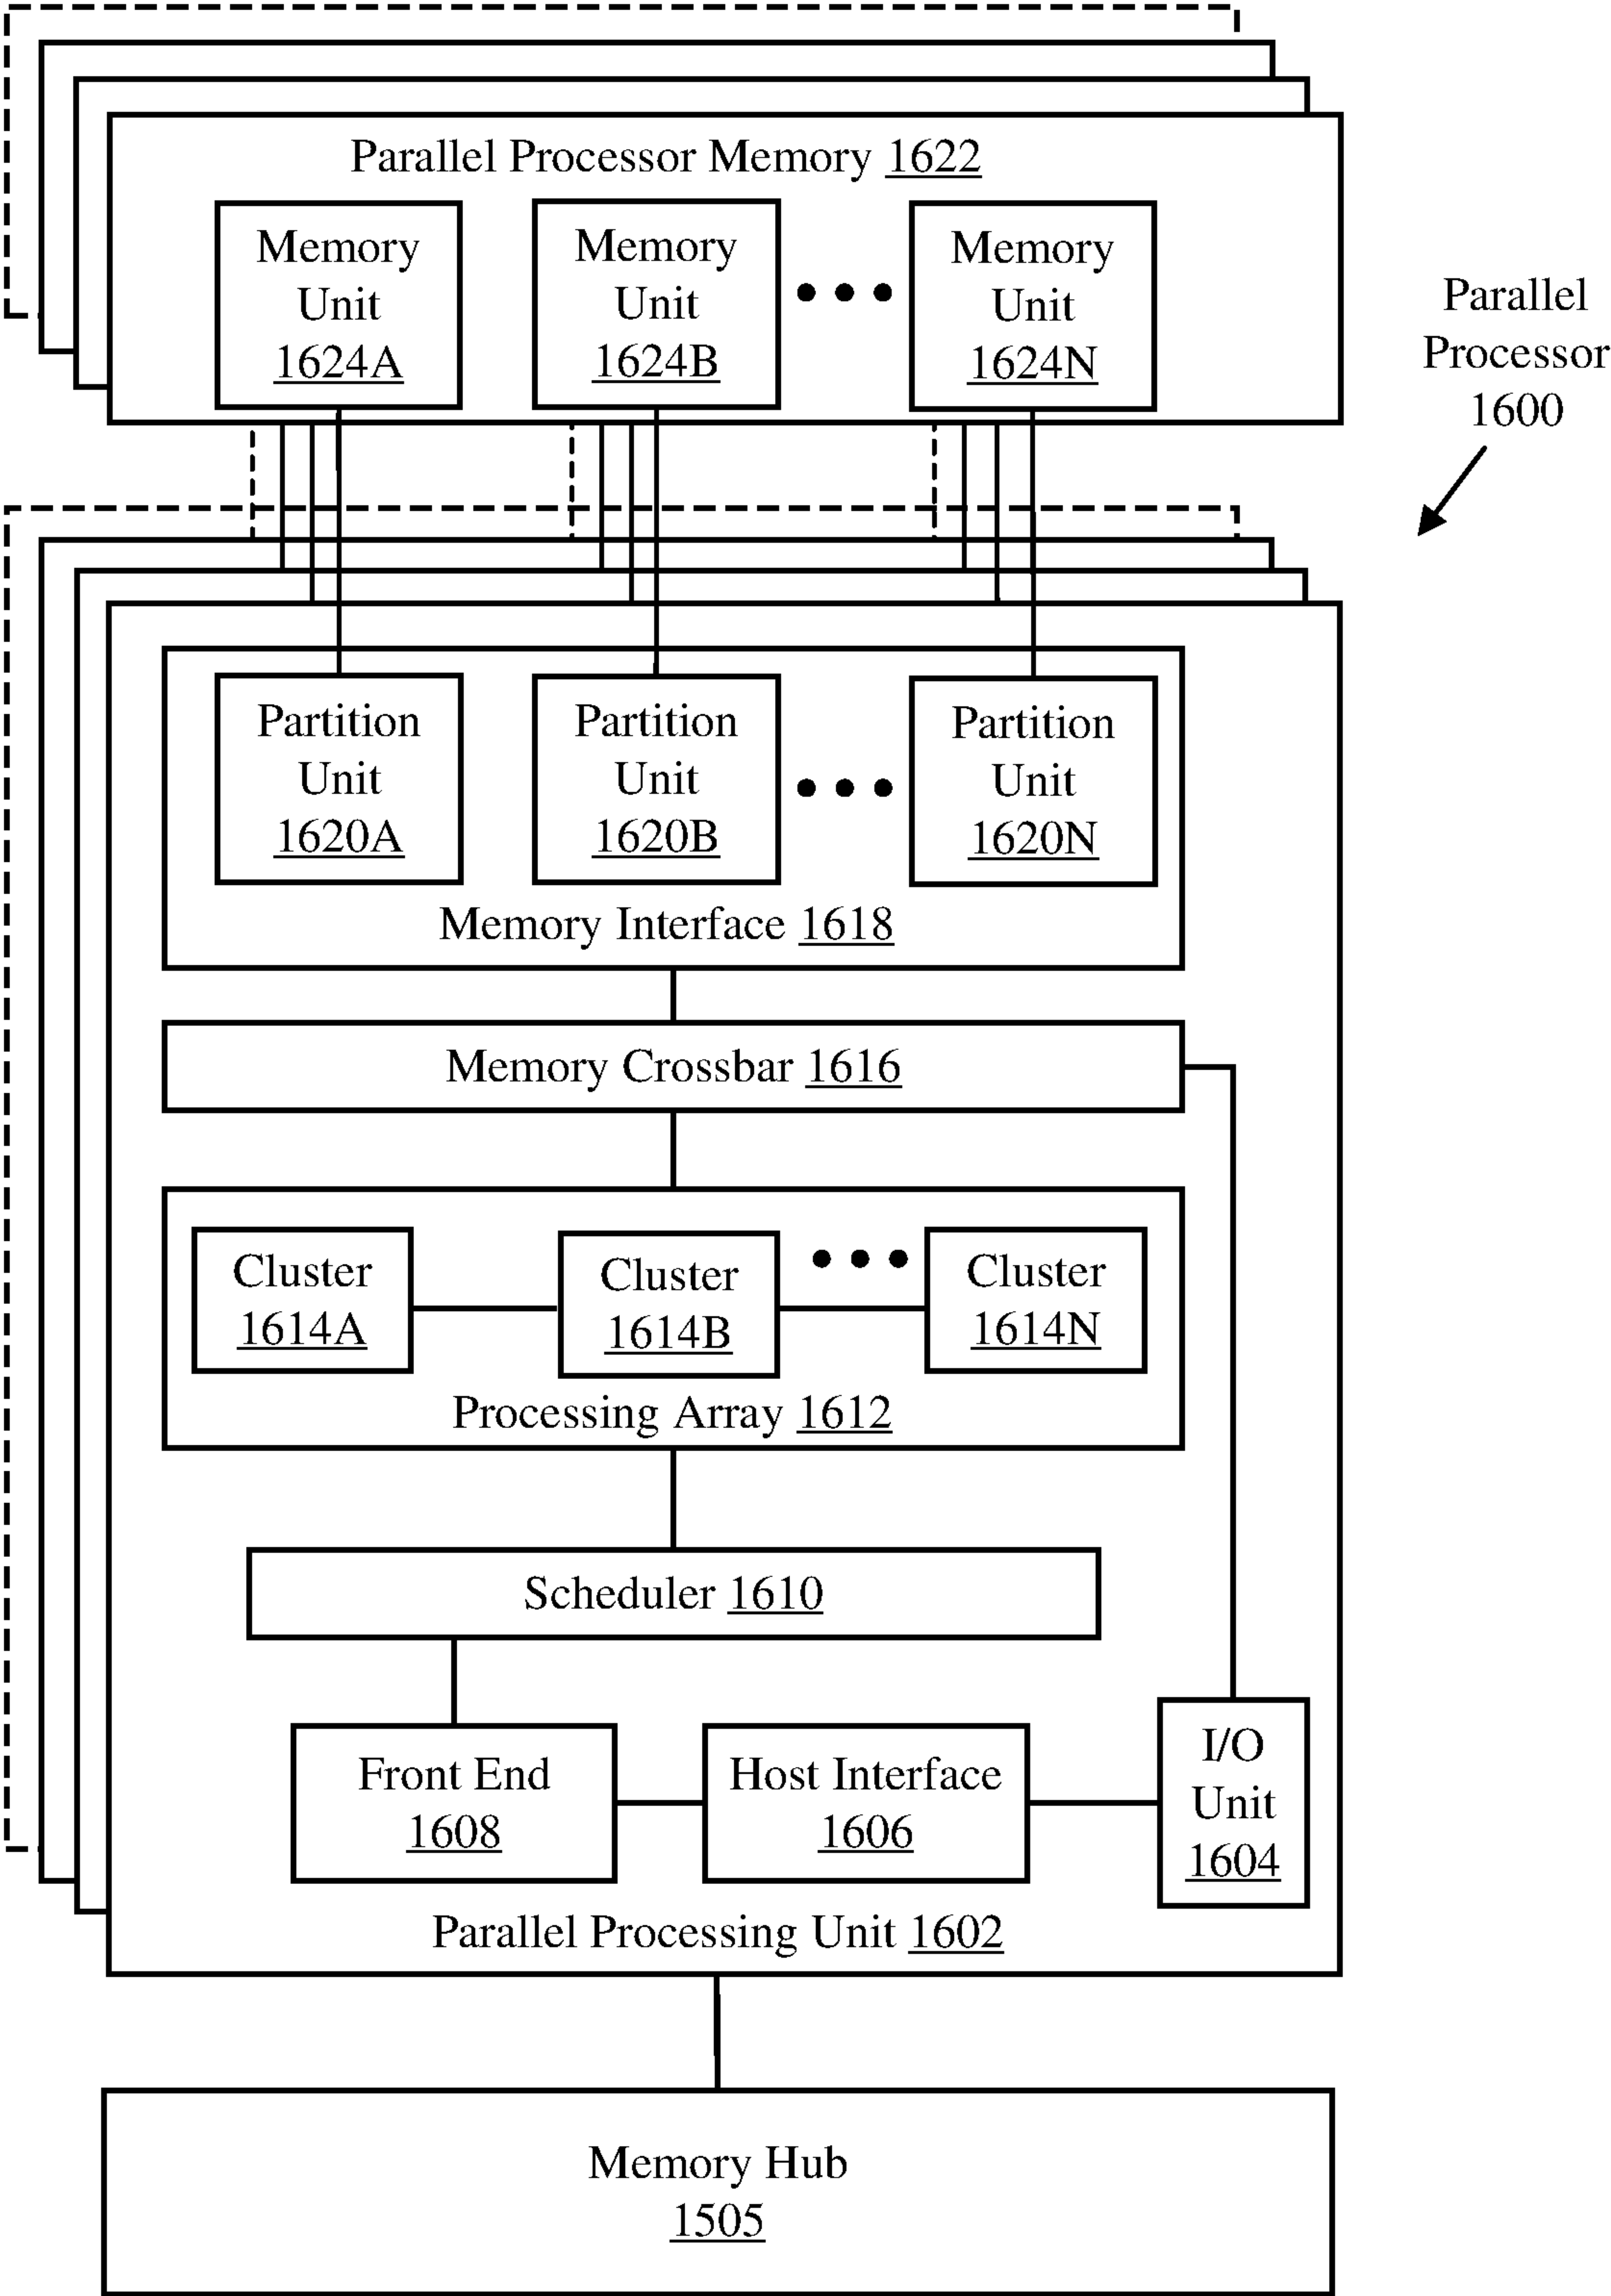 Parallel Processor Memory 1622
Memory
Unit
1624A
Memory
Unit
1624B
Memory
Unit
1624N
Parallel
Processor
1600
Partition
Unit
1620A
Partition
Unit
1620B
Partition
Unit
1620N
Memory Interface 1618
Memory Crossbar 1616
Cluster
1614A
Cluster
1614B
Cluster
1614N
Processing Array 1612
Scheduler 1610
Front End
1608
Host Interface
1606
I/O
Unit
1604
Parallel Processing Unit 1602
Memory Hub
1505